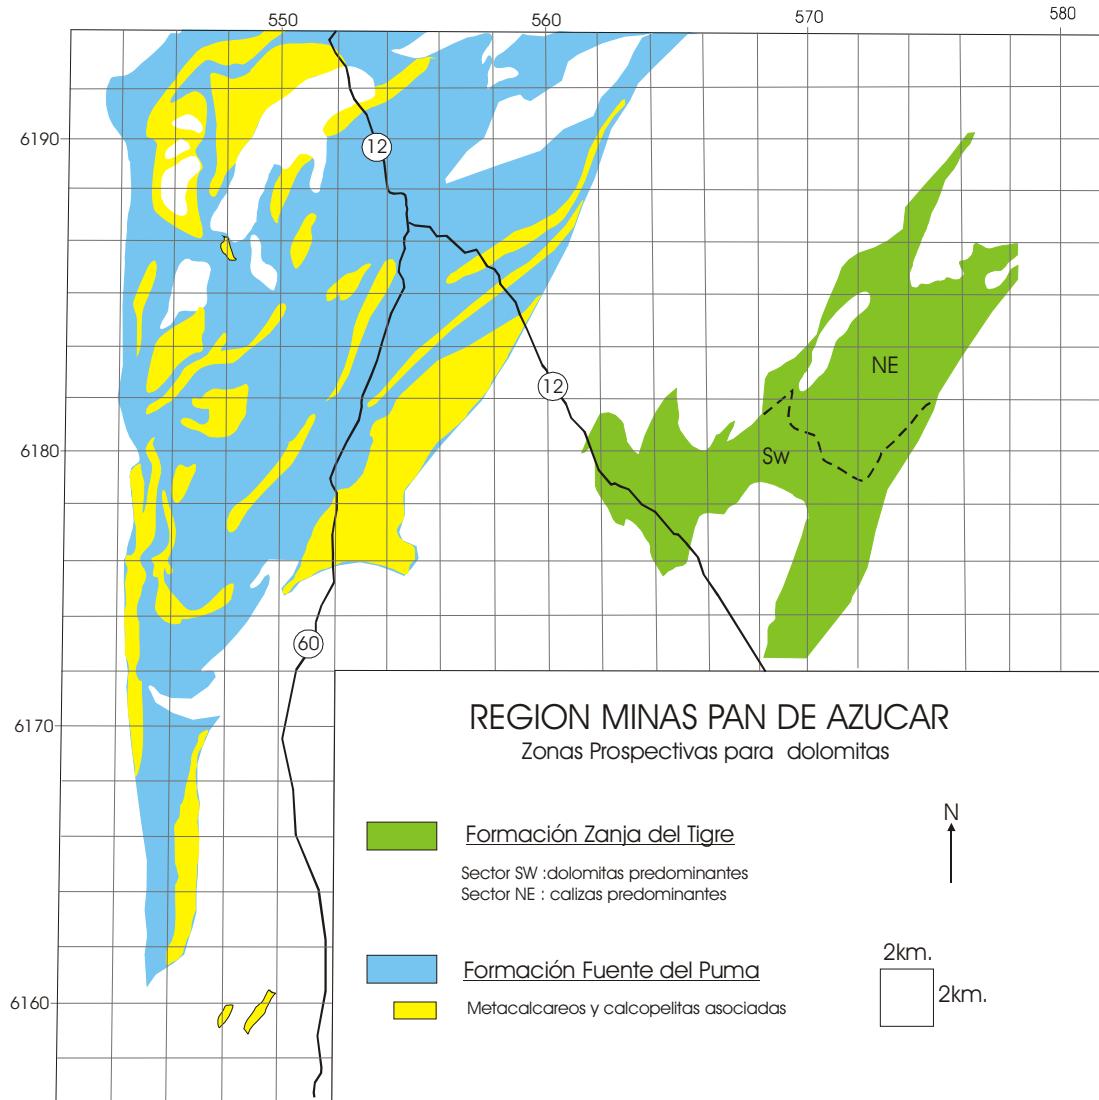 550
560
570
580
6190
12
NE
12
6180
Sw
60
6170
REGION MINAS PAN DE AZUCAR
Zonas Prospectivas para dolomitas
N
Formación Zanja del Tigre
Sector SW :dolomitas predominantes
Sector NE : calizas predominantes
2km.
Formación Fuente del Puma
2km.
6160
Metacalcareos y calcopelitas asociadas